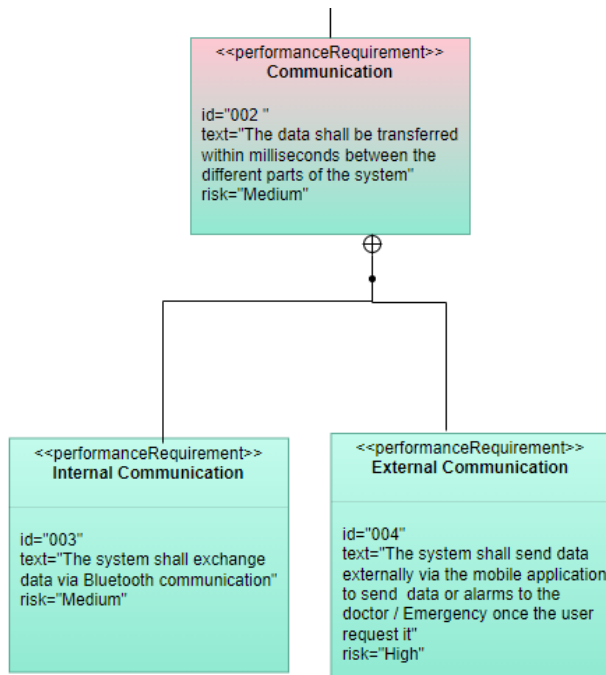 <<performanceRequirement>>
Communication
id="002 "
text="The data shall be transferred
within milliseconds between the
different parts of the system"
risk="Medium"
<<performanceRequirement>>
Internal Communication
id="003"
text="The system shall exchange
data via Bluetooth communication"
risk="Medium"
<<performanceRequirement>>
External Communication
id="004"
text="The system shall send data
externally via the mobile application
to send  data or alarms to the
doctor / Emergency once the user
request it"
risk="High"